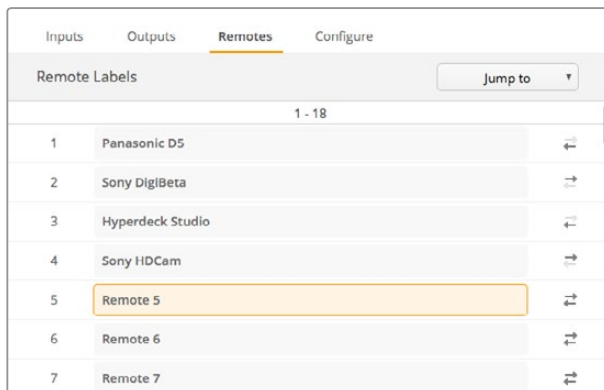 Inputs Outputs Remotes Configure
Remote Labels Jump to
1 - 18
1 Panasonic D5
2 Sony DigiBeta
3 Hyperdeck Studio
4 Sony HDCam
5 Remote 5
6 Remote 6
7 Remote 7